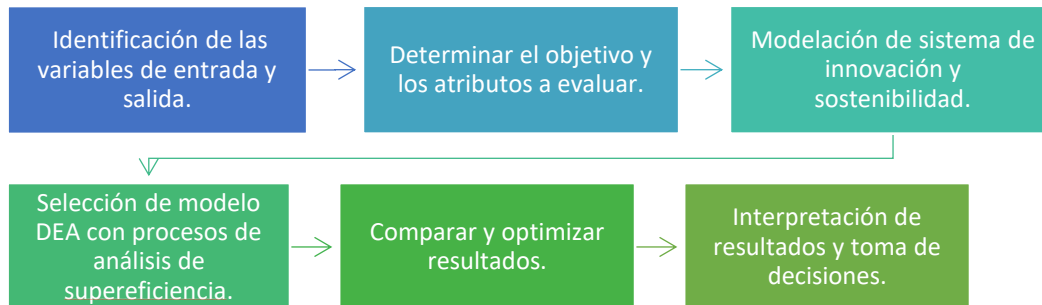 Identificación de las
variables de entrada y
salida.
Determinar el objetivo y
los atributos a evaluar.
Modelación de sistema de
innovación y
sostenibilidad.
Selección de modelo
DEA con procesos de
análisis de
supereficiencia.
Comparar y optimizar
resultados.
Interpretación de
resultados y toma de
decisiones.